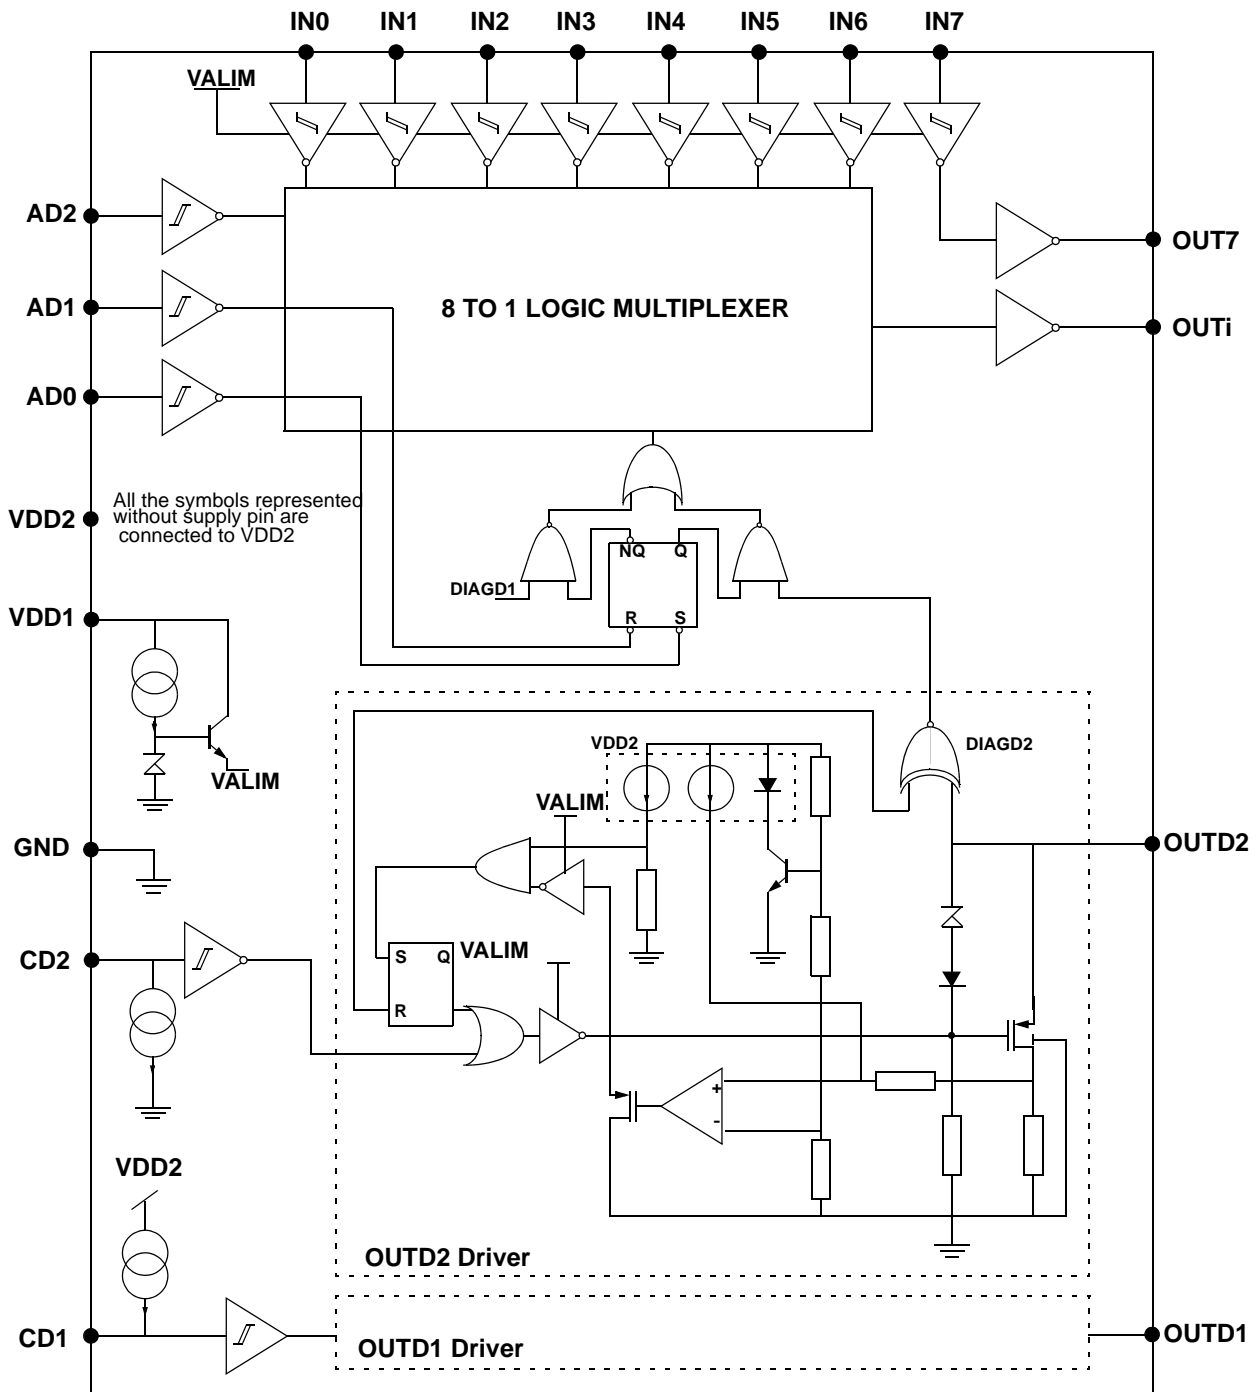 IN0 IN1 IN2 IN3 IN4 IN5 IN6 IN7
VALIM
AD2
OUT7
AD1
8 TO 1 LOGIC MULTIPLEXER
OUTi
AD0
All the symbols represented
without supply pin are
connected to VDD2
VDD2
NQ Q
DIAGD1
R S
VDD1
VALIM
VDD2
DIAGD2
VALIM
GND
OUTD2
CD2
S Q
VALIM
R
+
-
VDD2
OUTD2 Driver
CD1
OUTD1 Driver
OUTD1